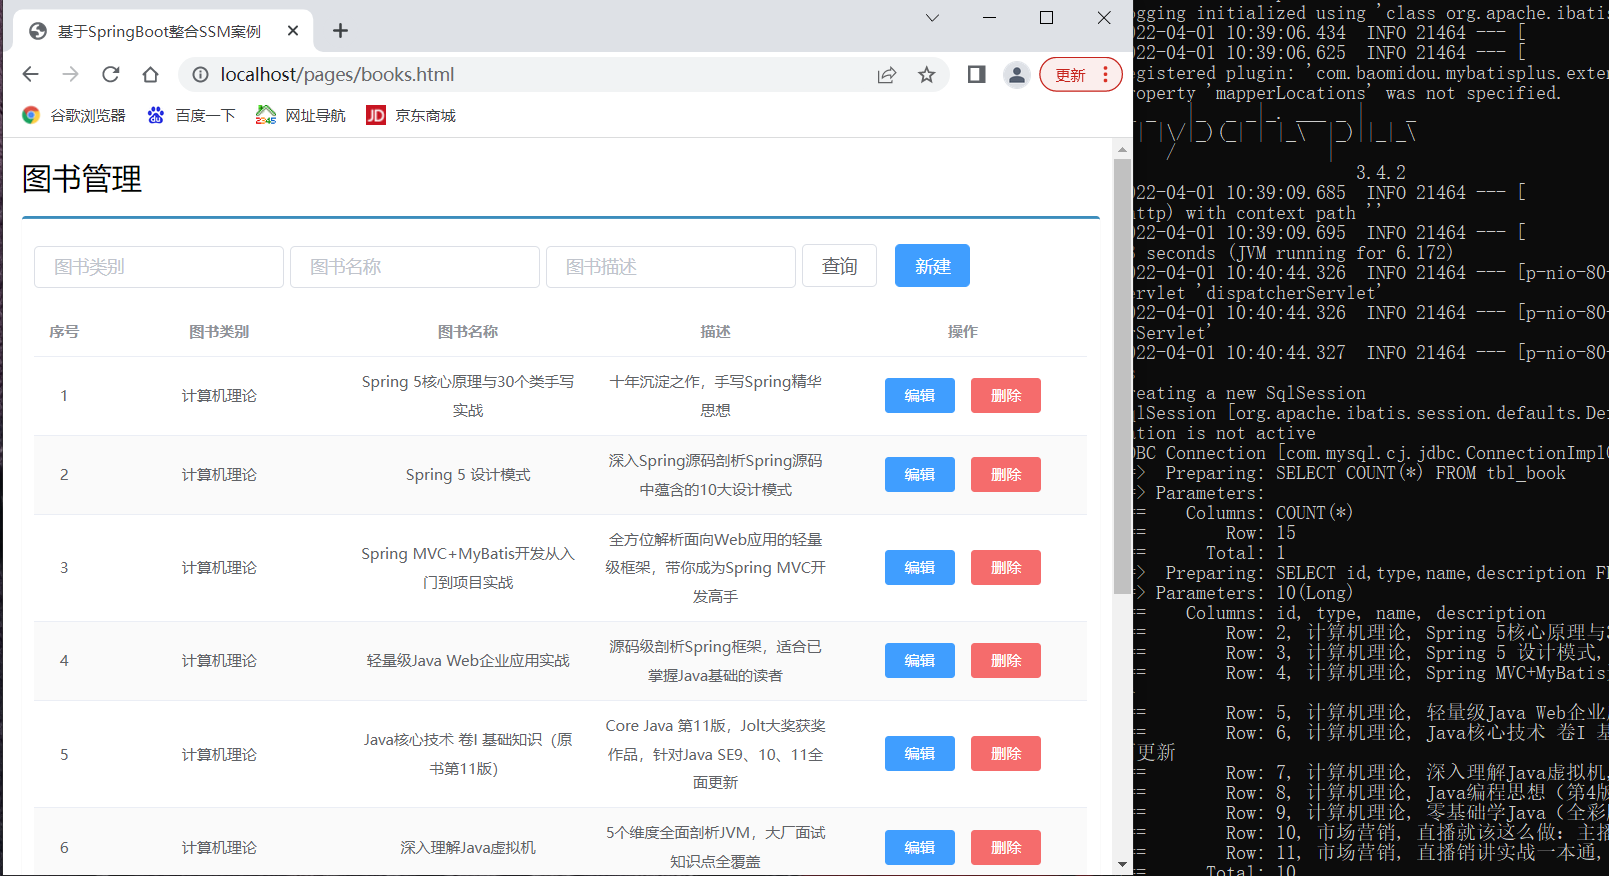 基于SpringBoot整合SSM案例
localhost/pages/books.html
更新
谷歌浏览器 百度一下 网址导航 京东商城
图书管理
图书类别 图书名称 图书描述 查询 新建
序号 图书类别 图书名称 描述 操作
1 计算机理论 Spring 5核心原理与30个类手写实战 十年沉淀之作，手写Spring精华思想 编辑 删除
2 计算机理论 Spring 5 设计模式 深入Spring源码剖析Spring源码中蕴含的10大设计模式 编辑 删除
3 计算机理论 Spring MVC+MyBatis开发从入门到项目实战 全方位解析面向Web应用的轻量级框架，带你成为Spring MVC开发高手 编辑 删除
4 计算机理论 轻量级Java Web企业应用实战 源码级剖析Spring框架，适合已掌握Java基础的读者 编辑 删除
5 计算机理论 Java核心技术 卷I 基础知识（原书第11版） Core Java 第11版，Jolt大奖获奖作品，针对Java SE9、10、11全面更新 编辑 删除
6 计算机理论 深入理解Java虚拟机 5个维度全面剖析JVM，大厂面试知识点全覆盖 编辑 删除
ogging initialized using 'class org.apache.ibatis
022-04-01 10:39:06.434  INFO 21464 --- [
022-04-01 10:39:06.625  INFO 21464 --- [
egistered plugin: 'com.baomidou.mybatisplus.exten
roperty 'mapperLocations' was not specified.
3.4.2
022-04-01 10:39:09.685  INFO 21464 --- [
http) with context path ''
022-04-01 10:39:09.695  INFO 21464 --- [
seconds (JVM running for 6.172)
022-04-01 10:40:44.326  INFO 21464 --- [p-nio-80-
ervlet 'dispatcherServlet'
022-04-01 10:40:44.326  INFO 21464 --- [p-nio-80-
rServlet'
022-04-01 10:40:44.327  INFO 21464 --- [p-nio-80-
s
reating a new SqlSession
qlSession [org.apache.ibatis.session.defaults.Def
ation is not active
DBC Connection [com.mysql.cj.jdbc.ConnectionImpl@
=>  Preparing: SELECT COUNT(*) FROM tbl_book
=> Parameters:
==    Columns: COUNT(*)
==        Row: 15
==      Total: 1
=>  Preparing: SELECT id,type,name,description F
=> Parameters: 10(Long)
==    Columns: id, type, name, description
==        Row: 2, 计算机理论, Spring 5核心原理与3
==        Row: 3, 计算机理论, Spring 5 设计模式,
==        Row: 4, 计算机理论, Spring MVC+MyBatis
==        Row: 5, 计算机理论, 轻量级Java Web企业
==        Row: 6, 计算机理论, Java核心技术 卷I 基
更新
==        Row: 7, 计算机理论, 深入理解Java虚拟机,
==        Row: 8, 计算机理论, Java编程思想（第4版
==        Row: 9, 计算机理论, 零基础学Java（全彩
==        Row: 10, 市场营销, 直播就该这么做：主播
==        Row: 11, 市场营销, 直播销讲实战一本通,
==      Total: 10